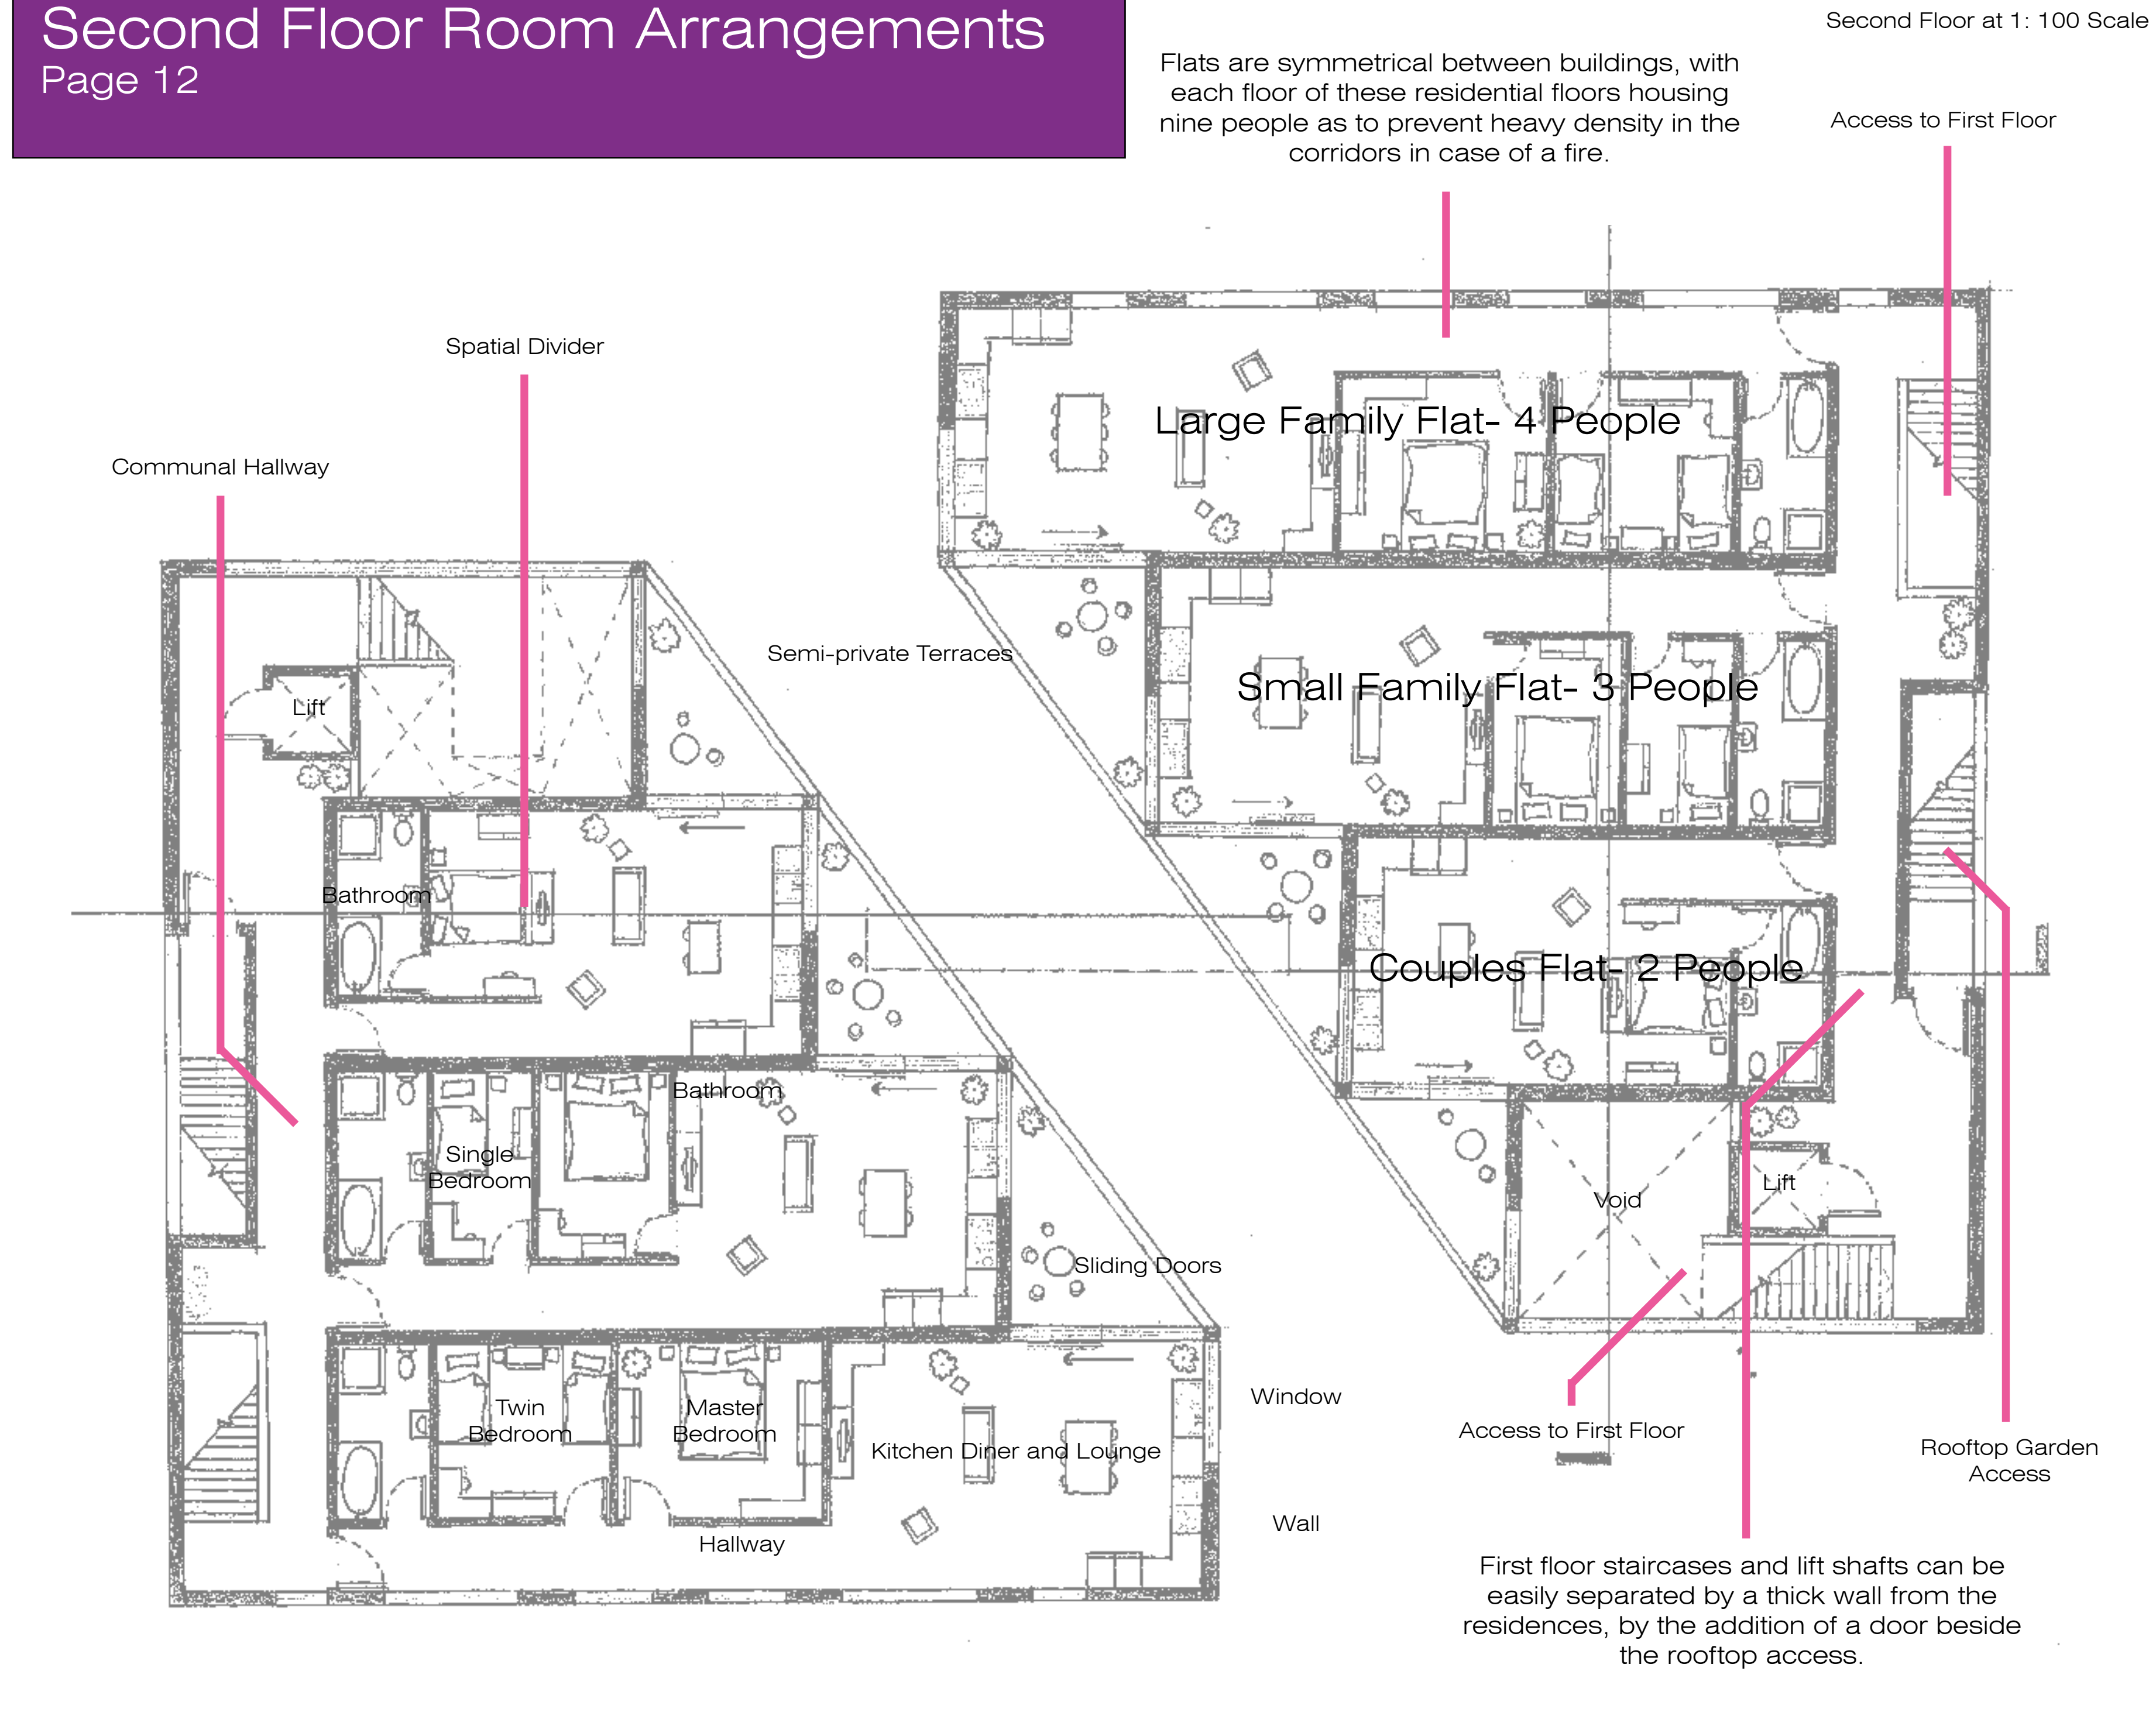 Second Floor Room Arrangements
Page 12
Second Floor at 1: 100 Scale
Flats are symmetrical between buildings, with
each floor of these residential floors housing
nine people as to prevent heavy density in the
corridors in case of a fire.
Access to First Floor
Spatial Divider
Large Family Flat- 4 People
Communal Hallway
Semi-private Terraces
Small Family Flat- 3 People
Lift
Bathroom
Couples Flat- 2 People
Bathroom
Single
Bedroom
Lift
Void
Sliding Doors
Window
Twin
Bedroom
Master
Bedroom
Kitchen Diner and Lounge
Access to First Floor
Rooftop Garden
Access
Wall
Hallway
First floor staircases and lift shafts can be
easily separated by a thick wall from the
residences, by the addition of a door beside
the rooftop access.